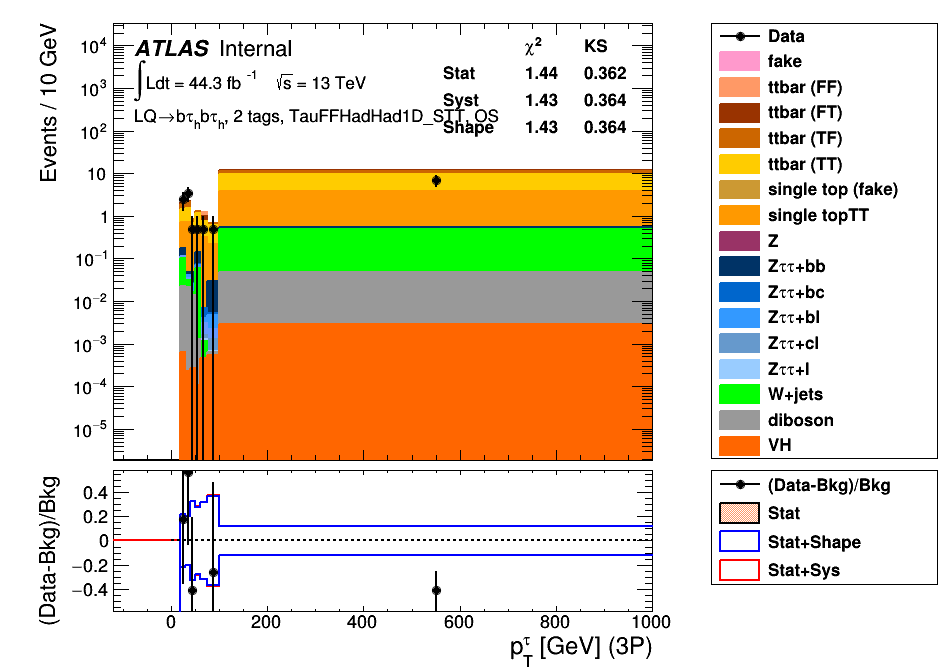 Events / 10 GeV
10⁴
10³
10²
10
1
10⁻¹
10⁻²
10⁻³
10⁻⁴
10⁻⁵
ATLAS Internal
∫Ldt = 44.3 fb⁻¹ √s = 13 TeV
LQ→bτ_hbτ_h, 2 tags, TauFFHadHad1D_STT, OS
χ² KS
Stat 1.44 0.362
Syst 1.43 0.364
Shape 1.43 0.364
Data
fake
ttbar (FF)
ttbar (FT)
ttbar (TF)
ttbar (TT)
single top (fake)
single topTT
Z
Zττ+bb
Zττ+bc
Zττ+bl
Zττ+cl
Zττ+l
W+jets
diboson
VH
(Data-Bkg)/Bkg
0.4
0.2
0
−0.2
−0.4
0 200 400 600 800 1000
p_T^τ [GeV] (3P)
(Data-Bkg)/Bkg
Stat
Stat+Shape
Stat+Sys